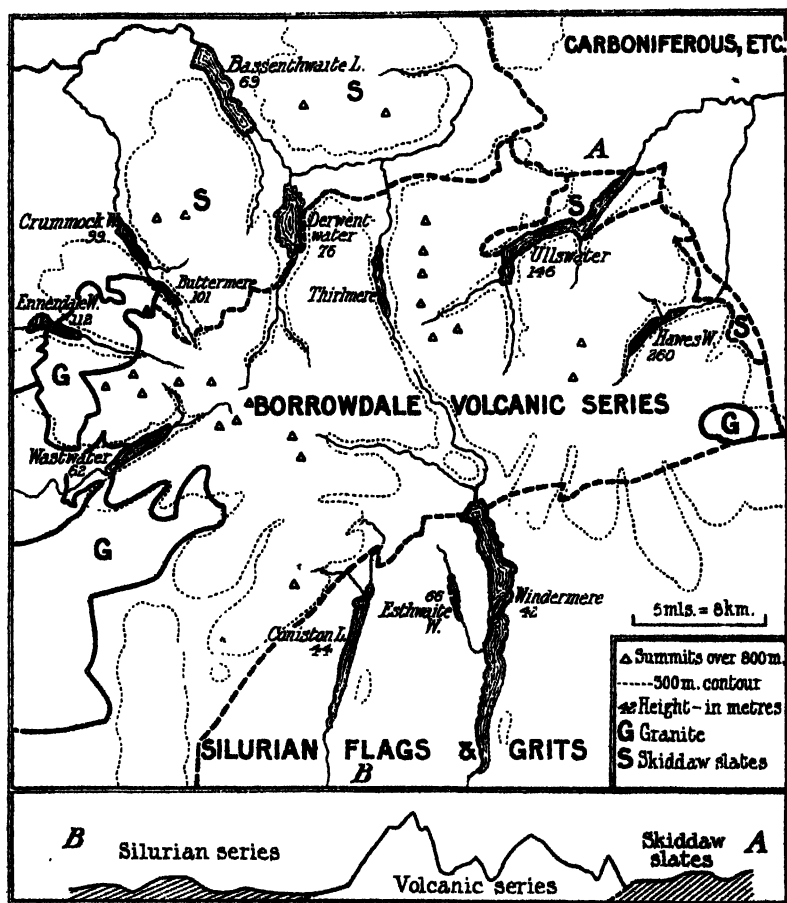 CARBONIFEROUS, ETC.
Bassenthwaite L.
69
S
A
S
Crummock W.
99
Derwent-
water
76
S
Ullswater
146
Buttermere
101
Thirlmere
Ennerdale W.
112
S
Hawes W.
260
G
BORROWDALE VOLCANIC SERIES
G
Wastwater
62
G
66
Esthwaite
W.
Windermere
42
Coniston L.
44
5mls. = 8km.
Summits over 800m.
300m. contour
42 Height - in metres
G Granite
S Skiddaw slates
SILURIAN FLAGS & GRITS
B
B
Silurian series
Volcanic series
Skiddaw
slates
A